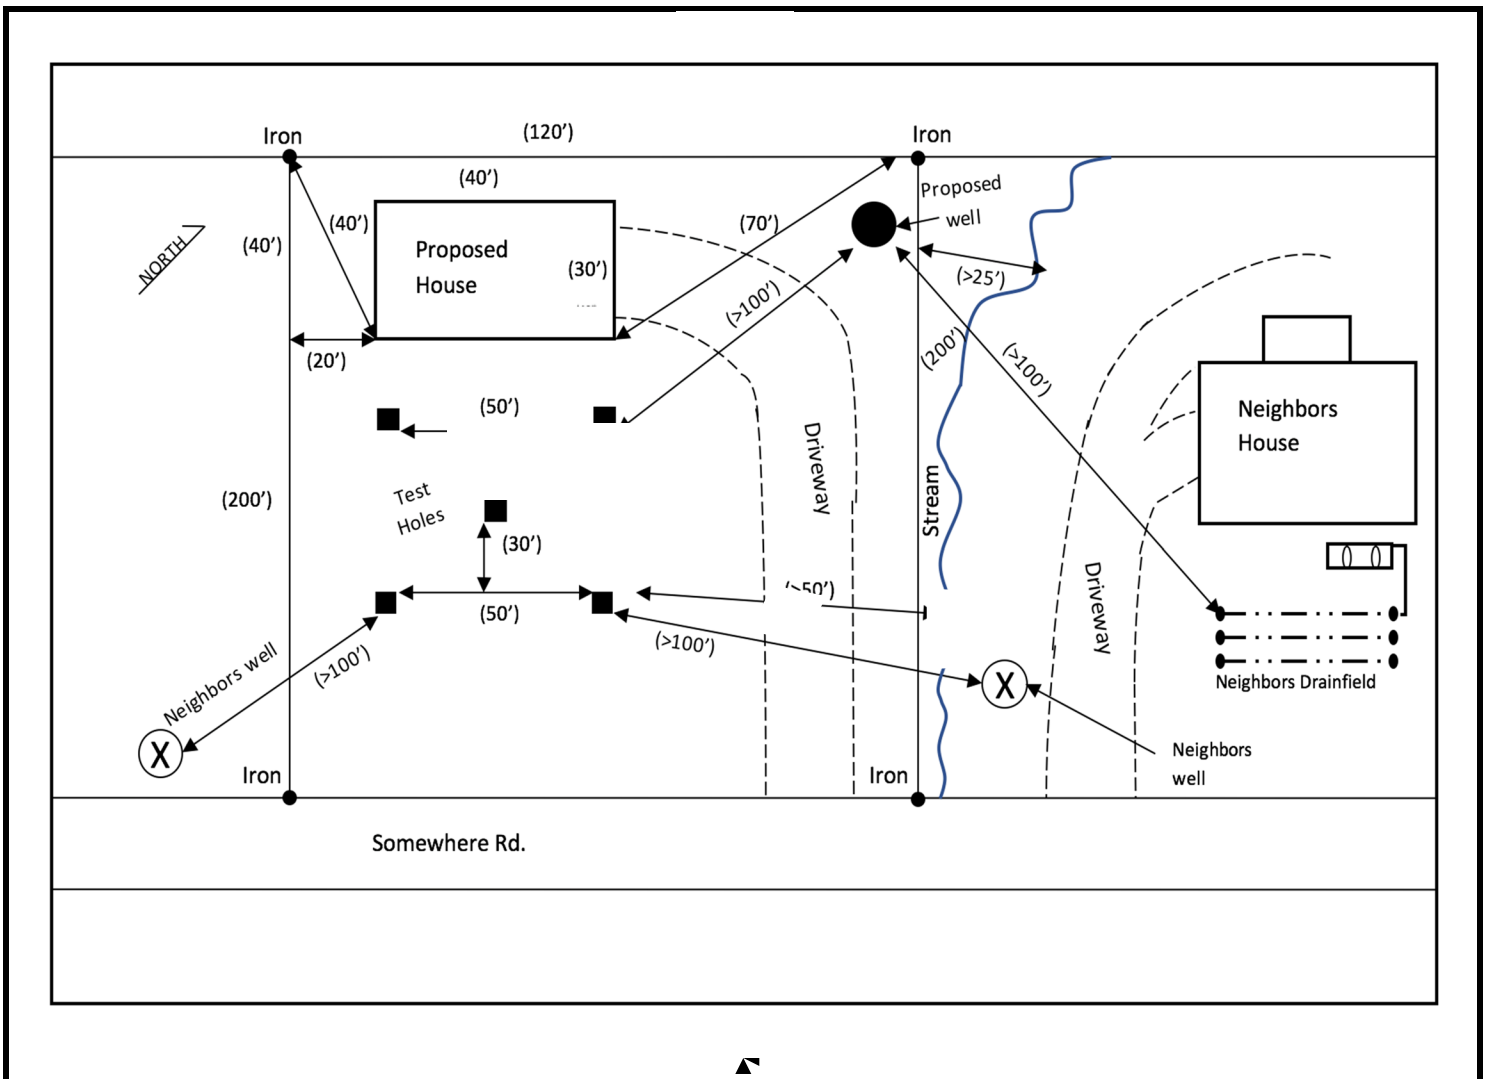 Iron
(120’)
Iron
(40’)
Proposed
well
(40’)
(40’)
(70’)
NORTH
Proposed
House
(30’)
(>25’)
(>100’)
(20’)
(200’)
(>100’)
(50’)
Neighbors
House
Driveway
Test
Holes
(200’)
Stream
(30’)
(>50’)
(50’)
Driveway
(>100’)
Neighbors well
(>100’)
X
Neighbors Drainfield
X
Neighbors
well
Iron
Iron
Somewhere Rd.